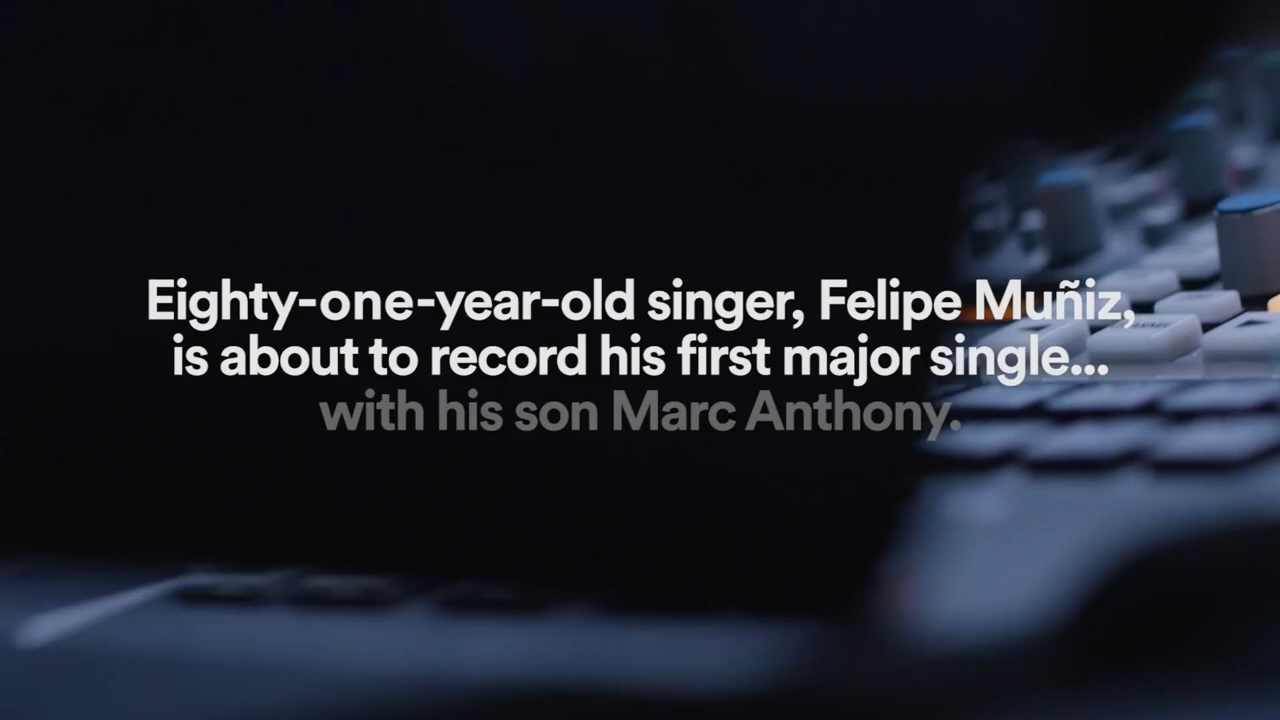 Eighty-one-year-old singer, Felipe Muñiz,
is about to record his first major single...
with his son Marc Anthony.